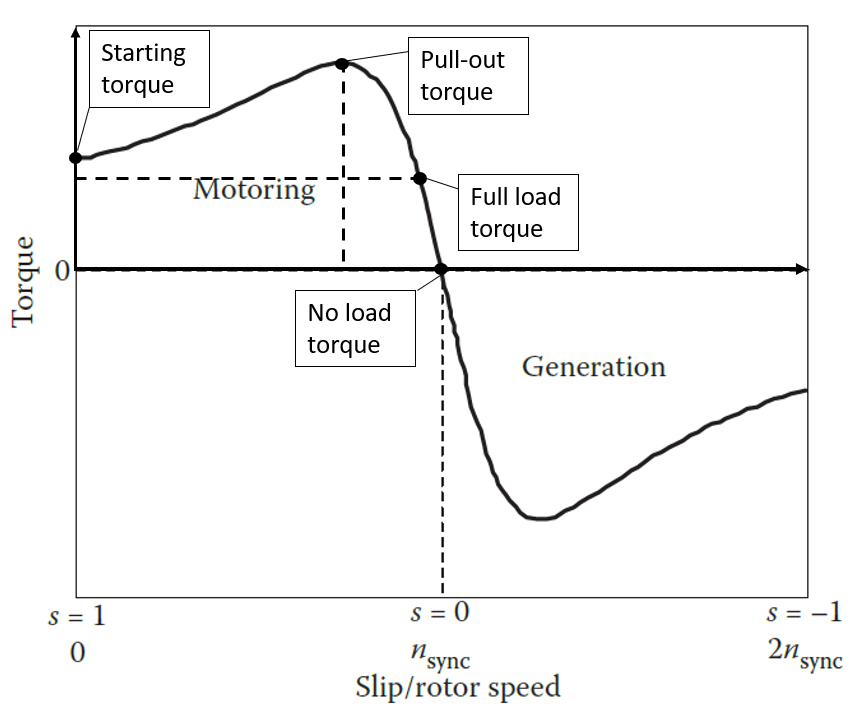 Starting
torque
Pull-out
torque
Motoring
Full load
torque
Torque
0
No load
torque
Generation
s = 1
s = 0
s = −1
0
nsync
2nsync
Slip/rotor speed